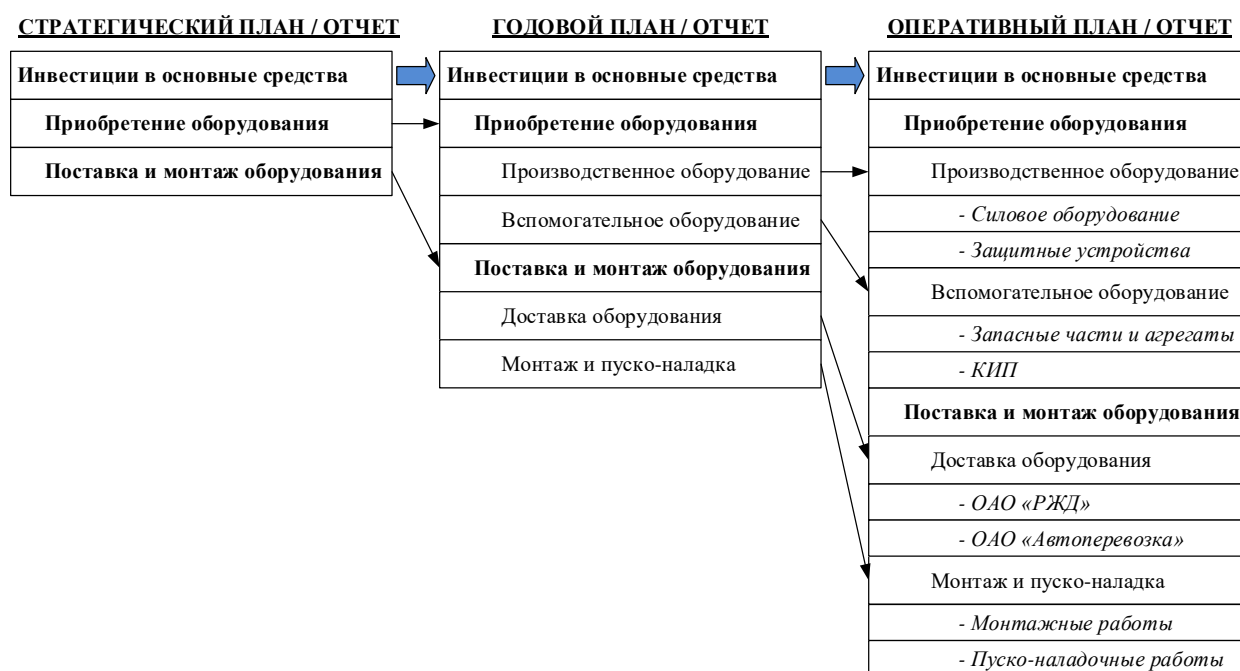 СТРАТЕГИЧЕСКИЙ ПЛАН / ОТЧЕТ
Инвестиции в основные средства
Приобретение оборудования
Поставка и монтаж оборудования
ГОДОВОЙ ПЛАН / ОТЧЕТ
Инвестиции в основные средства
Приобретение оборудования
Производственное оборудование
Вспомогательное оборудование
Поставка и монтаж оборудования
Доставка оборудования
Монтаж и пуско-наладка
ОПЕРАТИВНЫЙ ПЛАН / ОТЧЕТ
Инвестиции в основные средства
Приобретение оборудования
Производственное оборудование
- Силовое оборудование
- Защитные устройства
Вспомогательное оборудование
- Запасные части и агрегаты
- КИП
Поставка и монтаж оборудования
Доставка оборудования
- ОАО «РЖД»
- ОАО «Автоперевозка»
Монтаж и пуско-наладка
- Монтажные работы
- Пуско-наладочные работы